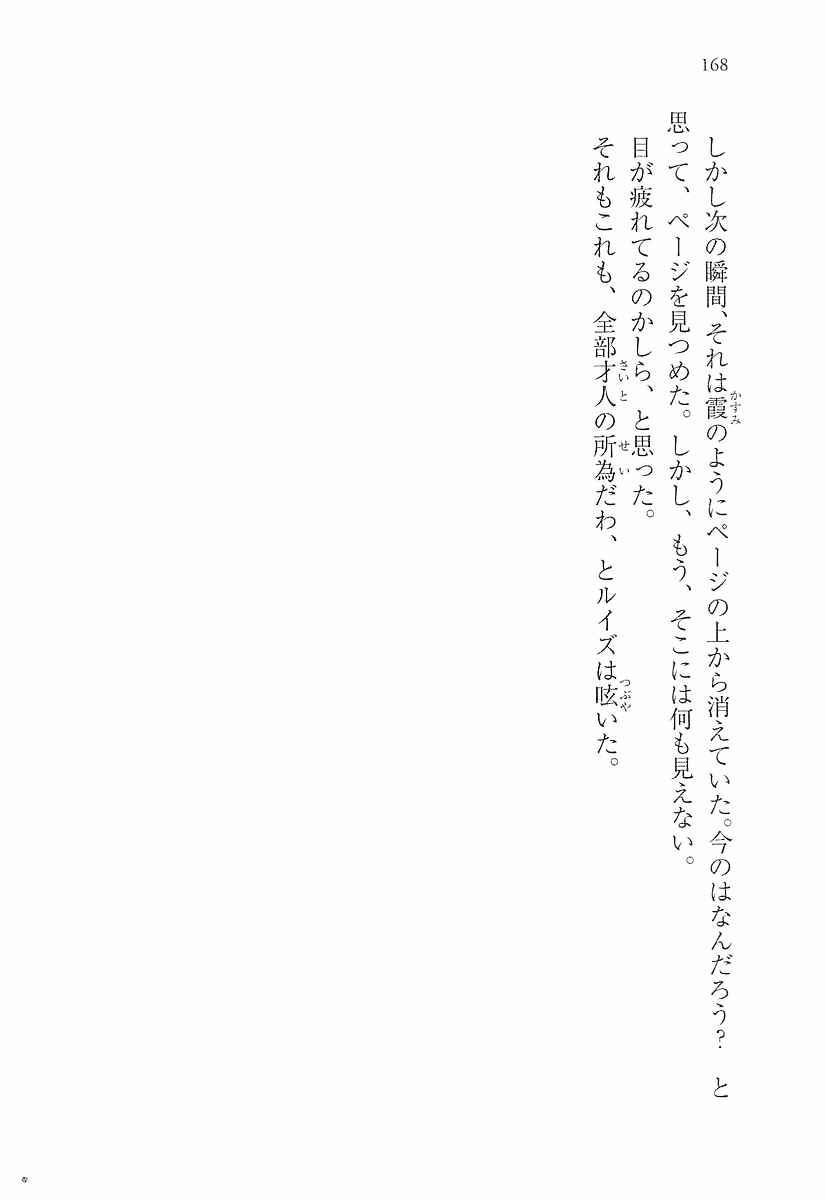 168
しかし次の瞬間、それは霞のようにページの上から消えていた。今のはなんだろう？　と
思って、ページを見つめた。しかし、もう、そこには何も見えない。
目が疲れてるのかしら、と思った。
それもこれも、全部才人の所為だわ、とルイズは呟いた。